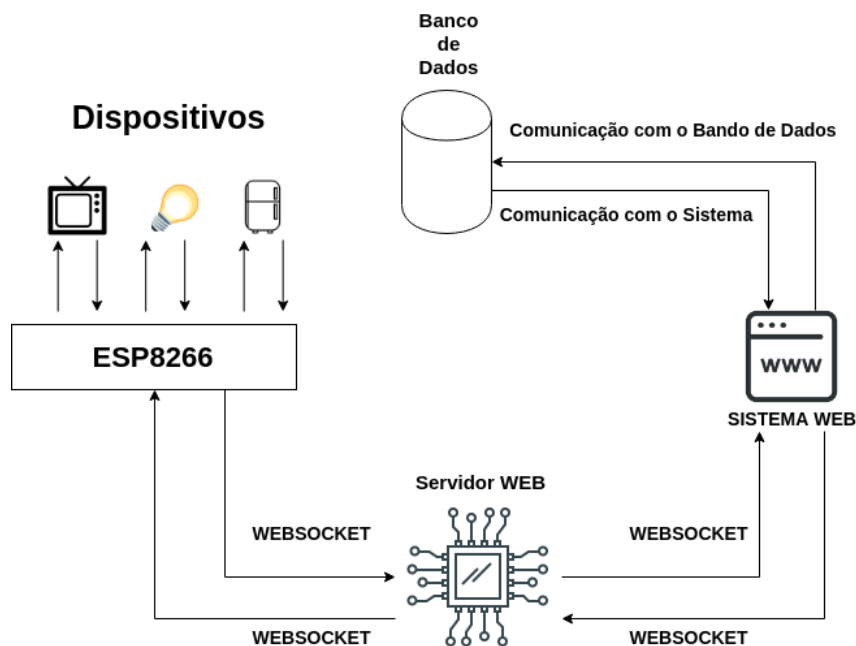 Banco
de
Dados
Dispositivos
Comunicação com o Bando de Dados
Comunicação com o Sistema
ESP8266
WWW
SISTEMA WEB
Servidor WEB
WEBSOCKET
WEBSOCKET
WEBSOCKET
WEBSOCKET